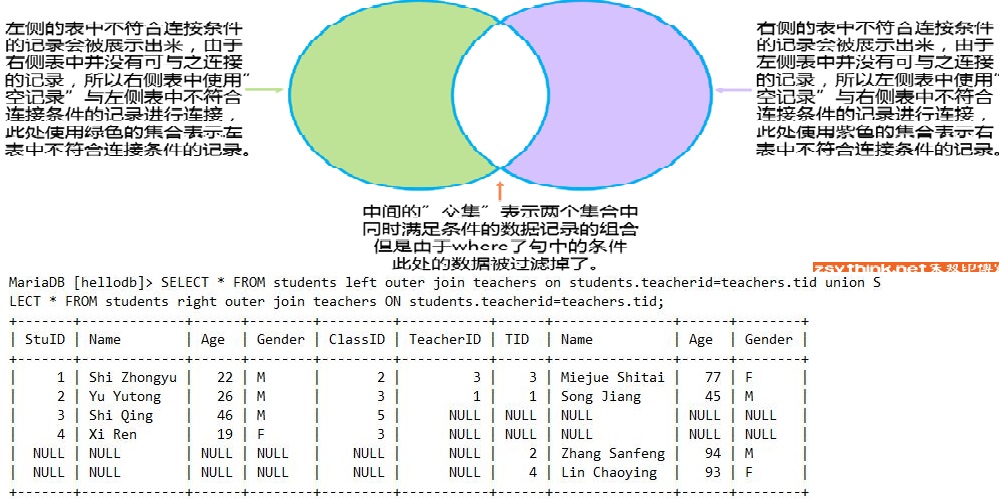 左侧的表中不符合连接条件
的记录会被展示出来，由于
右侧表中并没有可与之连接
的记录，所以右侧表中使用“
空记录”与左侧表中不符合
连接条件的记录进行连接，
此处使用绿色的集合表示左
表中不符合连接条件的记录。
右侧的表中不符合连接条件
的记录会被展示出来，由于
左侧表中并没有可与之连接
的记录，所以左侧表中使用“
空记录”与右侧表中不符合
连接条件的记录进行连接，
此处使用紫色的集合表示右
表中不符合连接条件的记录。
中间的”交集”表示两个集合中
同时满足条件的数据记录的组合
但是由于where子句中的条件
此处的数据被过滤掉了。
zsythink.net
MariaDB [hellodb]> SELECT * FROM students left outer join teachers on students.teacherid=teachers.tid union S
LECT * FROM students right outer join teachers ON students.teacherid=teachers.tid;
+-------+-------------+------+--------+---------+-----------+------+---------------+------+--------+
| StuID | Name | Age | Gender | ClassID | TeacherID | TID | Name | Age | Gender |
+-------+-------------+------+--------+---------+-----------+------+---------------+------+--------+
| 1 | Shi Zhongyu | 22 | M | 2 | 3 | 3 | Miejue Shitai | 77 | F |
| 2 | Yu Yutong | 26 | M | 3 | 1 | 1 | Song Jiang | 45 | M |
| 3 | Shi Qing | 46 | M | 5 | NULL | NULL | NULL | NULL | NULL |
| 4 | Xi Ren | 19 | F | 3 | NULL | NULL | NULL | NULL | NULL |
| NULL | NULL | NULL | NULL | NULL | NULL | 2 | Zhang Sanfeng | 94 | M |
| NULL | NULL | NULL | NULL | NULL | NULL | 4 | Lin Chaoying | 93 | F |
+-------+-------------+------+--------+---------+-----------+------+---------------+------+--------+